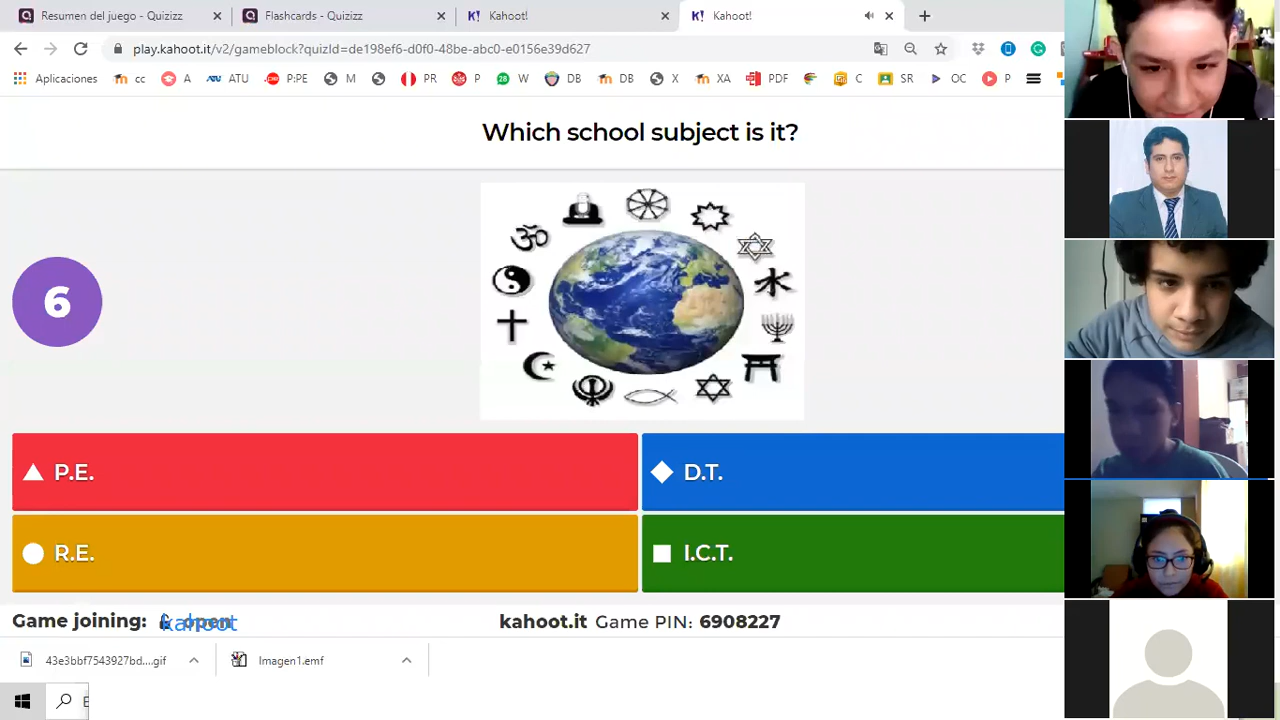 Resumen del juego - Quizizz
Flashcards - Quizizz
Kahoot!
Kahoot!
play.kahoot.it/v2/gameblock?quizId=de198ef6-d0f0-48be-abc0-e0156e39d627
Aplicaciones cc A ATU P:PE M PR P W DB DB X XA PDF C SR OC P
Which school subject is it?
6
P.E.
D.T.
R.E.
I.C.T.
Game joining: open kahoot
kahoot.it Game PIN: 6908227
43e3bbf7543927bd....gif
Imagen1.emf